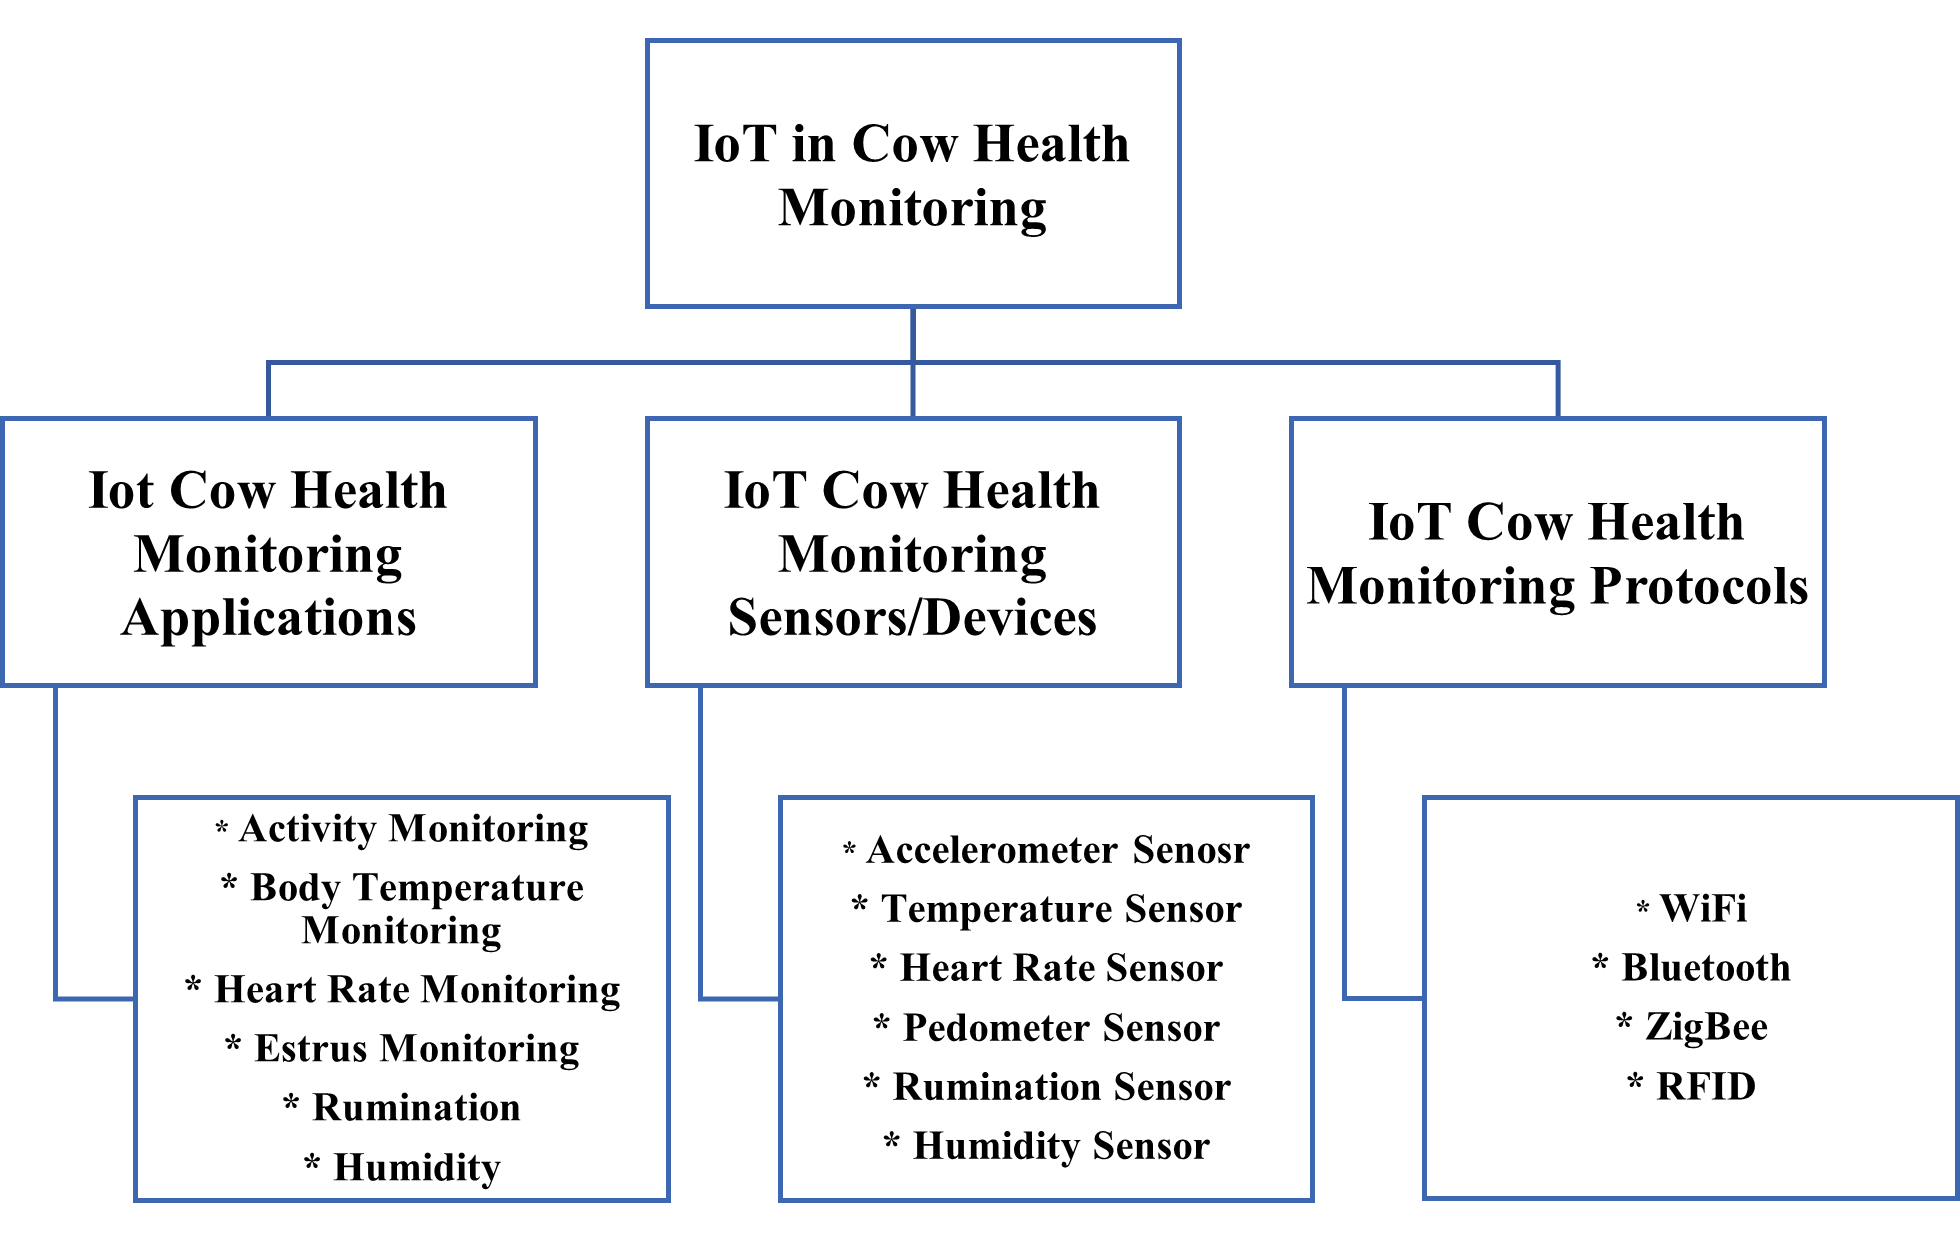 IoT in Cow Health
Monitoring
Iot Cow Health
Monitoring
Applications
IoT Cow Health
Monitoring
Sensors/Devices
IoT Cow Health
Monitoring Protocols
* Activity Monitoring
* Body Temperature
Monitoring
* Heart Rate Monitoring
* Estrus Monitoring
* Rumination
* Humidity
* Accelerometer Senosr
* Temperature Sensor
* Heart Rate Sensor
* Pedometer Sensor
* Rumination Sensor
* Humidity Sensor
* WiFi
* Bluetooth
* ZigBee
* RFID